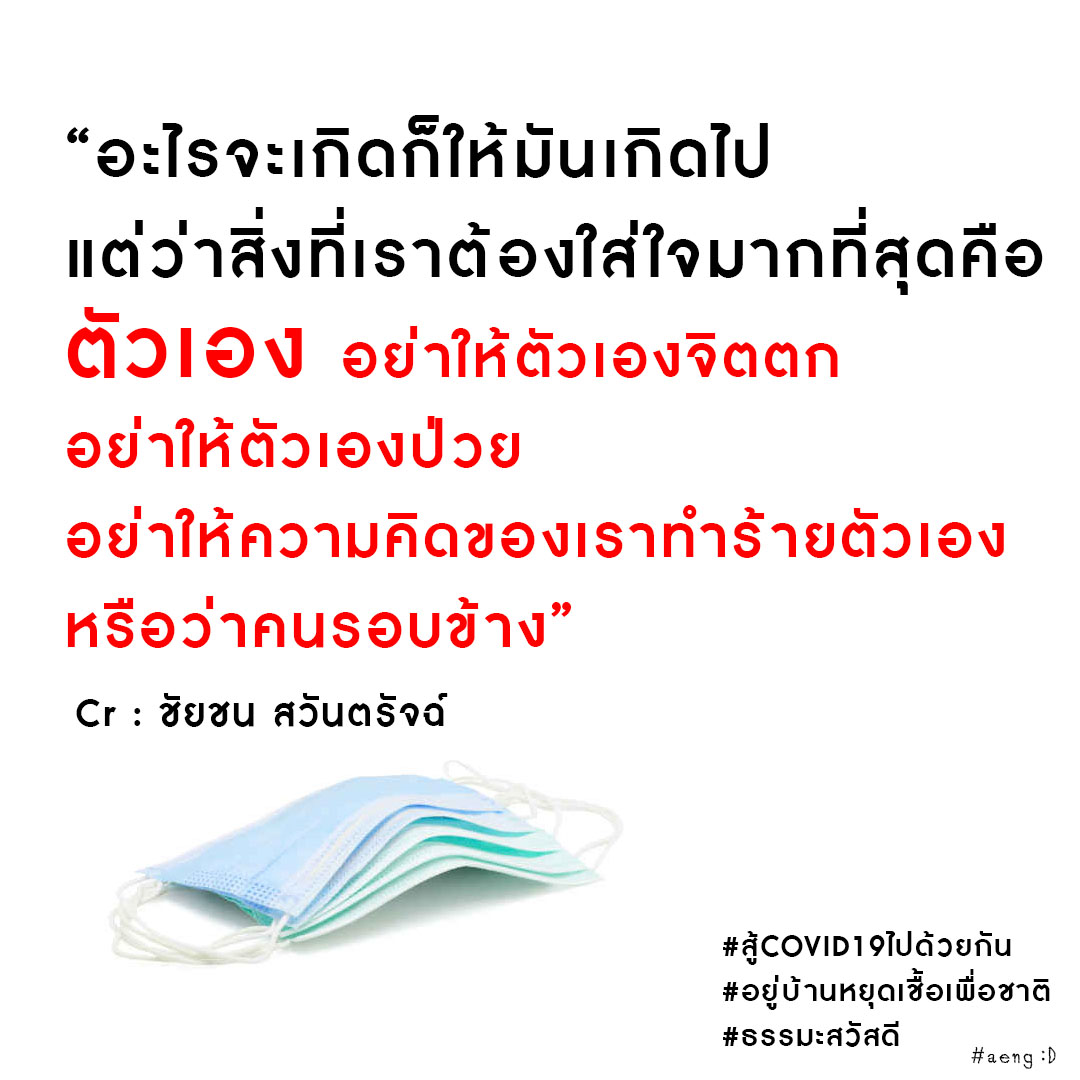 “อะไรจะเกิดก็ให้มันเกิดไป
แต่ว่าสิ่งที่เราต้องใส่ใจมากที่สุดคือ
ตัวเอง อย่าให้ตัวเองจิตตก
อย่าให้ตัวเองป่วย
อย่าให้ความคิดของเราทำร้ายตัวเอง
หรือว่าคนรอบข้าง”
Cr : ชัยชน สวันตรัจฉ์
#สู้COVID19ไปด้วยกัน
#อยู่บ้านหยุดเชื้อเพื่อชาติ
#ธรรมะสวัสดี
#aeng :D